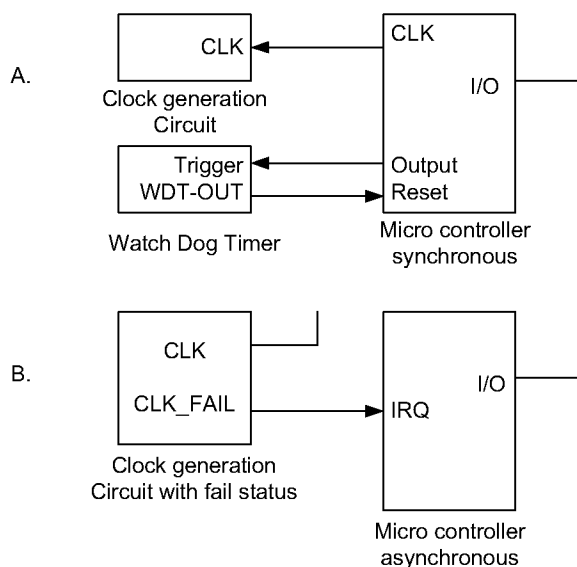 A.
CLK
CLK
I/O
Clock generation
Circuit
Trigger
Output
WDT-OUT
Reset
Watch Dog Timer
Micro controller
synchronous
B.
CLK
I/O
CLK_FAIL
IRQ
Clock generation
Circuit with fail status
Micro controller
asynchronous